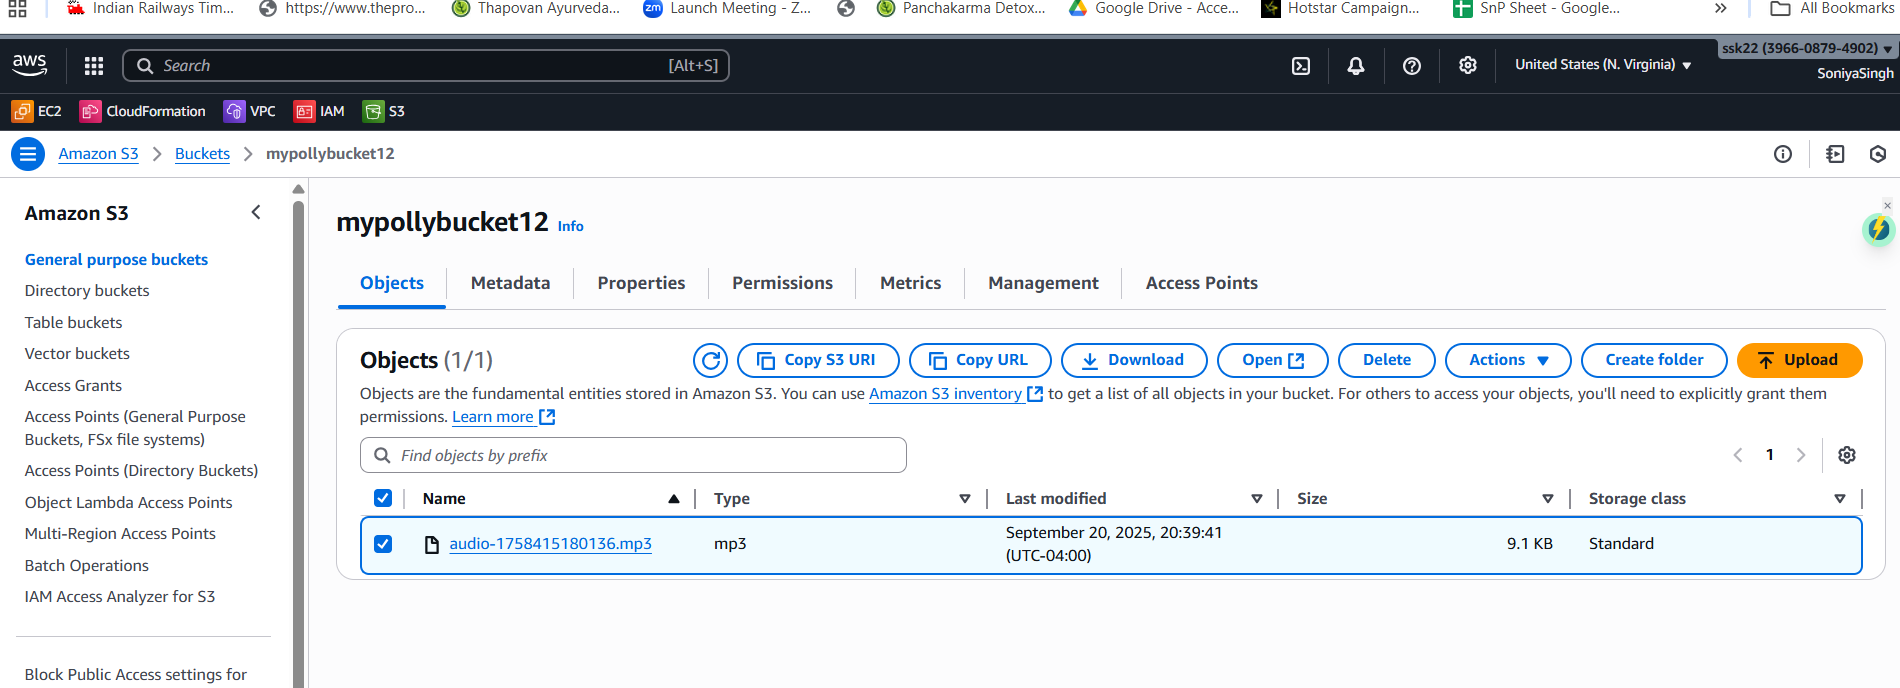 Indian Railways Tim...
https://www.thepro...
Thapovan Ayurveda...
zm
Launch Meeting - Z...
Panchakarma Detox...
Google Drive - Acce...
Hotstar Campaign...
SnP Sheet - Google...
All Bookmarks
aws
Search
[Alt+S]
United States (N. Virginia)
ssk22 (3966-0879-4902)
SoniyaSingh
EC2
CloudFormation
VPC
IAM
S3
Amazon S3
Buckets
mypollybucket12
Amazon S3
General purpose buckets
Directory buckets
Table buckets
Vector buckets
Access Grants
Access Points (General Purpose
Buckets, FSx file systems)
Access Points (Directory Buckets)
Object Lambda Access Points
Multi-Region Access Points
Batch Operations
IAM Access Analyzer for S3
Block Public Access settings for
mypollybucket12 Info
Objects
Metadata
Properties
Permissions
Metrics
Management
Access Points
Objects (1/1)
Copy S3 URI
Copy URL
Download
Open
Delete
Actions
Create folder
Upload
Objects are the fundamental entities stored in Amazon S3. You can use Amazon S3 inventory to get a list of all objects in your bucket. For others to access your objects, you'll need to explicitly grant them
permissions. Learn more
Find objects by prefix
1
Name
Type
Last modified
Size
Storage class
audio-1758415180136.mp3
mp3
September 20, 2025, 20:39:41
(UTC-04:00)
9.1 KB
Standard